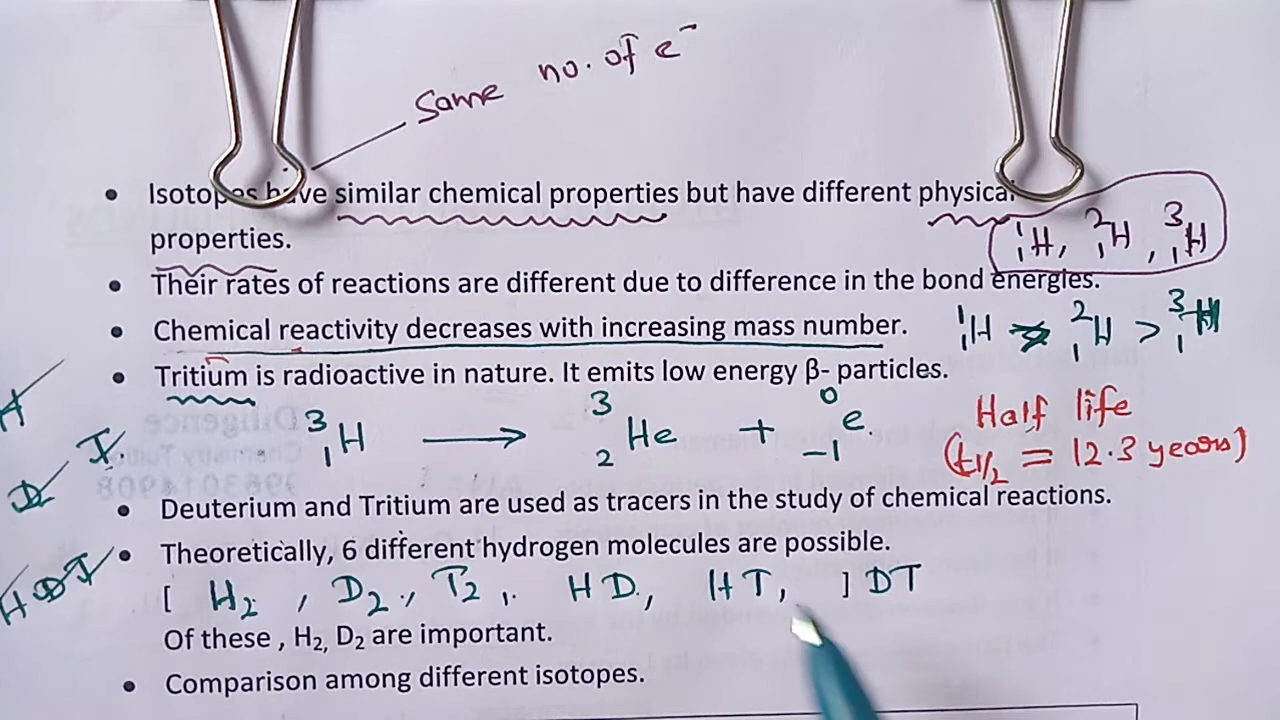 Same no. of e⁻
• Isotopes have similar chemical properties but have different physical
properties.
¹₁H, ²₁H, ³₁H
• Their rates of reactions are different due to difference in the bond energies.
• Chemical reactivity decreases with increasing mass number. ¹₁H > ²₁H > ³₁H
• Tritium is radioactive in nature. It emits low energy β- particles.
³₁H → ³₂He + ⁰₋₁e
Half life
(t1/2 = 12.3 years)
• Deuterium and Tritium are used as tracers in the study of chemical reactions.
• Theoretically, 6 different hydrogen molecules are possible.
[ H₂, D₂, T₂, HD, HT, ] DT
Of these , H₂, D₂ are important.
• Comparison among different isotopes.